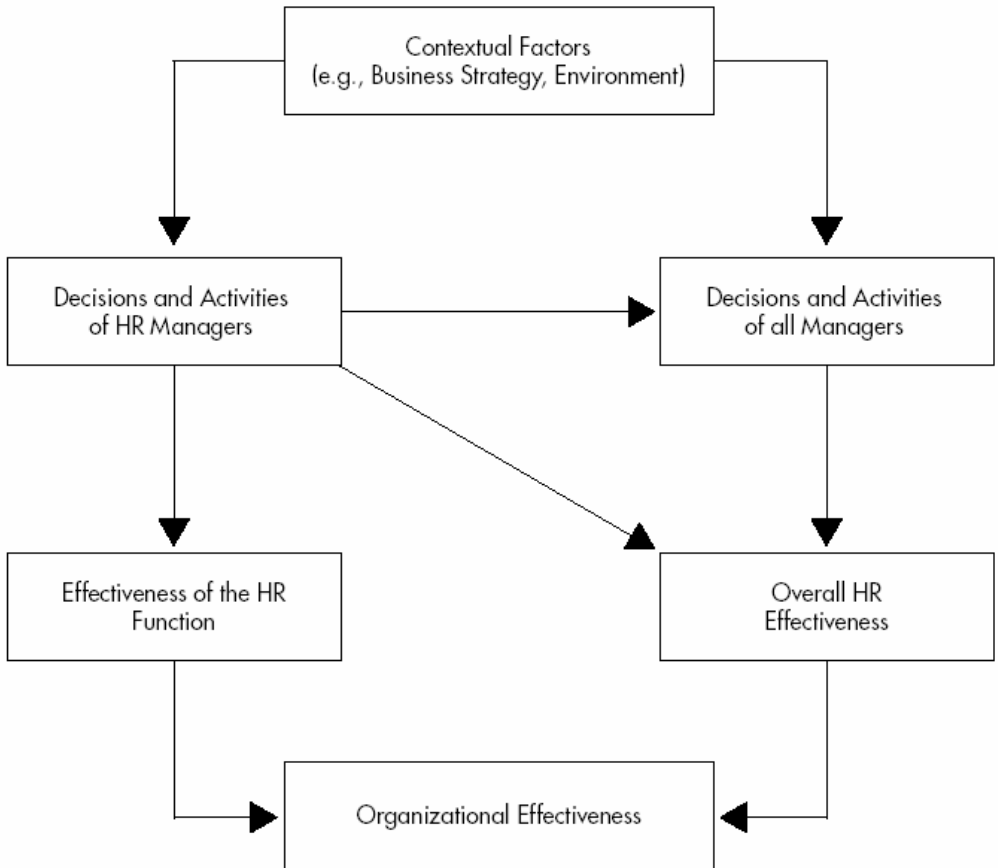 Contextual Factors
(e.g., Business Strategy, Environment)
Decisions and Activities
of HR Managers
Decisions and Activities
of all Managers
Effectiveness of the HR
Function
Overall HR
Effectiveness
Organizational Effectiveness